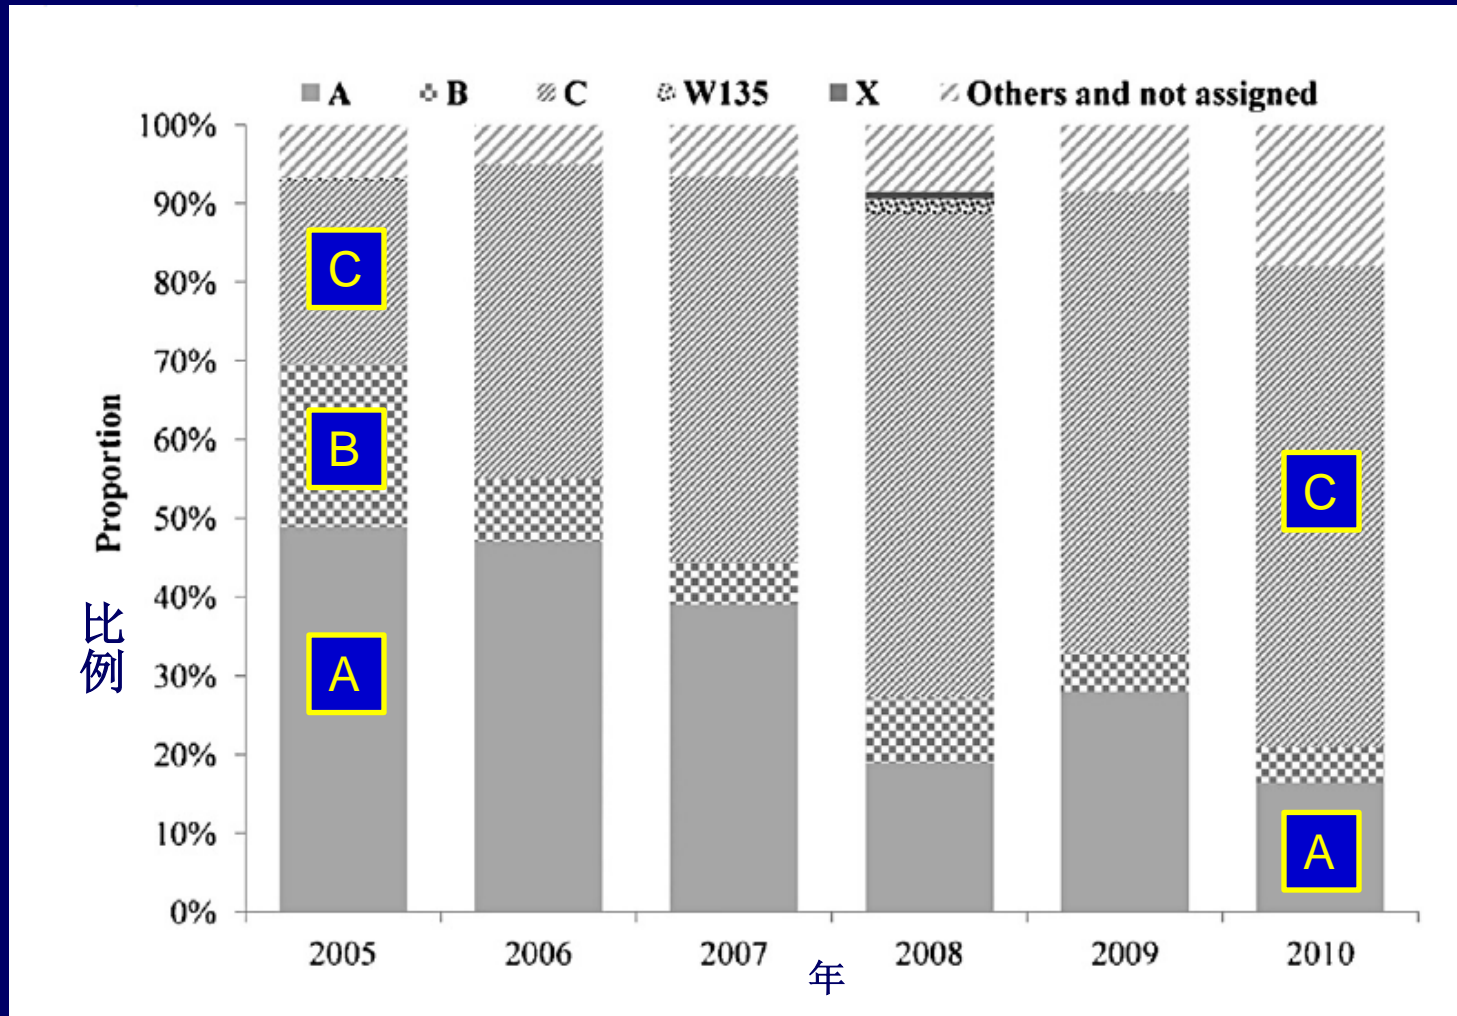 A B C W135 X Others and not assigned
100%
90%
80%
70%
60%
50%
40%
30%
20%
10%
0%
Proportion
比例
C
B
A
C
A
2005 2006 2007 2008 2009 2010
年